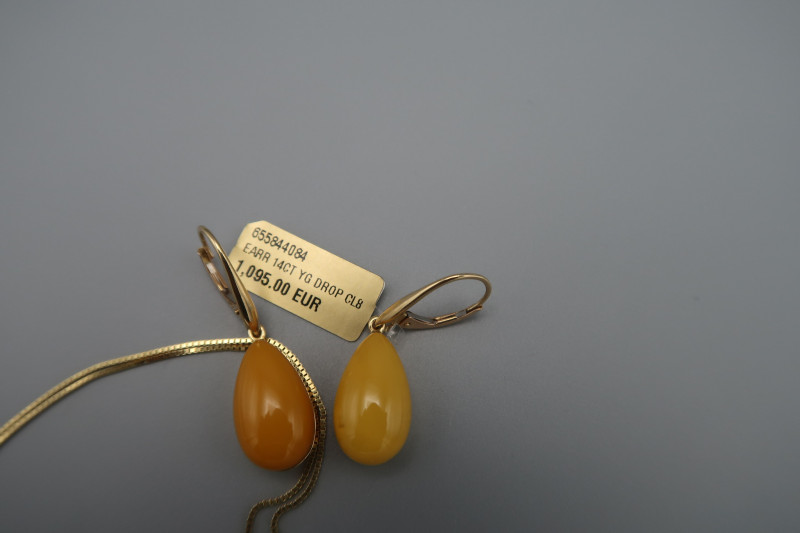 655844084
EARR 14CT YG DROP CL8
1,095.00 EUR